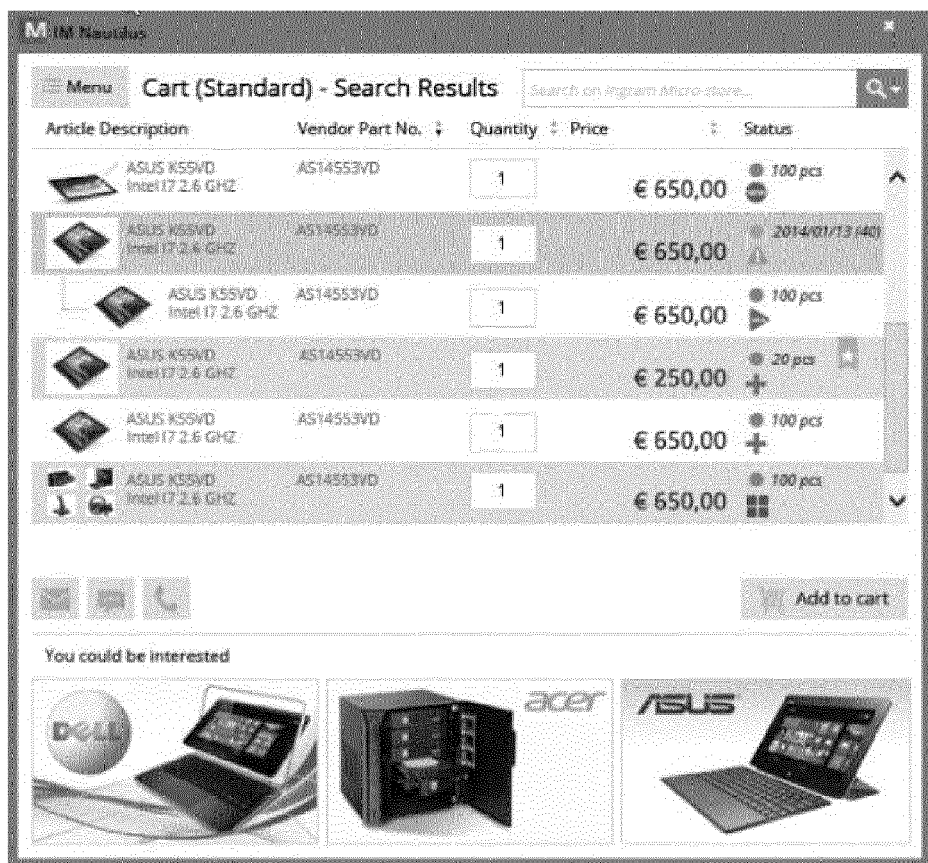 M IM Nautilus
Menu Cart (Standard) - Search Results Search on Ingram Micro store...
Article Description Vendor Part No. Quantity Price Status
ASUS K55VD AS14553VD 1 € 650,00 100 pcs
Intel I7 2.6 GHZ
ASUS K55VD AS14553VD 1 € 650,00 2014/01/13 (40)
Intel I7 2.6 GHZ
ASUS K55VD AS14553VD 1 € 650,00 100 pcs
Intel I7 2.6 GHZ
ASUS K55VD AS14553VD 1 € 250,00 20 pcs
Intel I7 2.6 GHZ
ASUS K55VD AS14553VD 1 € 650,00 100 pcs
Intel I7 2.6 GHZ
ASUS K55VD AS14553VD 1 € 650,00 100 pcs
Intel I7 2.6 GHZ
Add to cart
You could be interested
DELL acer ASUS